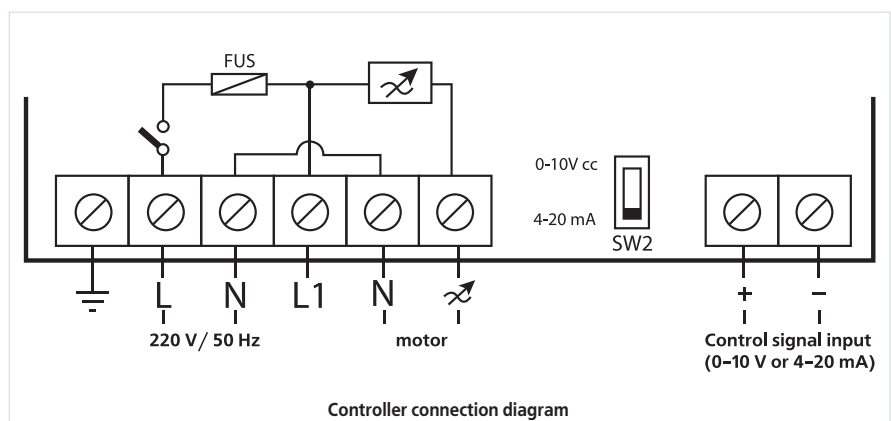 FUS
0-10V cc
4-20 mA
SW2
L N L1 N + −
220 V/ 50 Hz motor Control signal input
(0–10 V or 4–20 mA)
Controller connection diagram